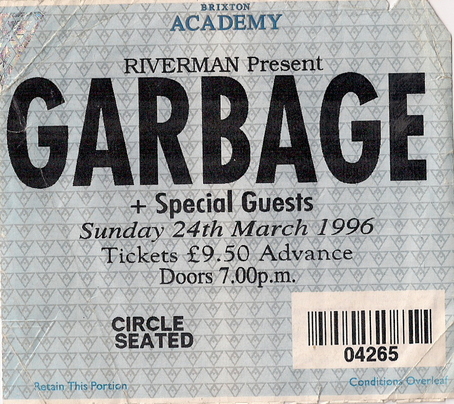 BRIXTON
ACADEMY
RIVERMAN Present
GARBAGE
+ Special Guests
Sunday 24th March 1996
Tickets £9.50 Advance
Doors 7.00p.m.
CIRCLE
SEATED
04265
Retain This Portion
Conditions Overleaf